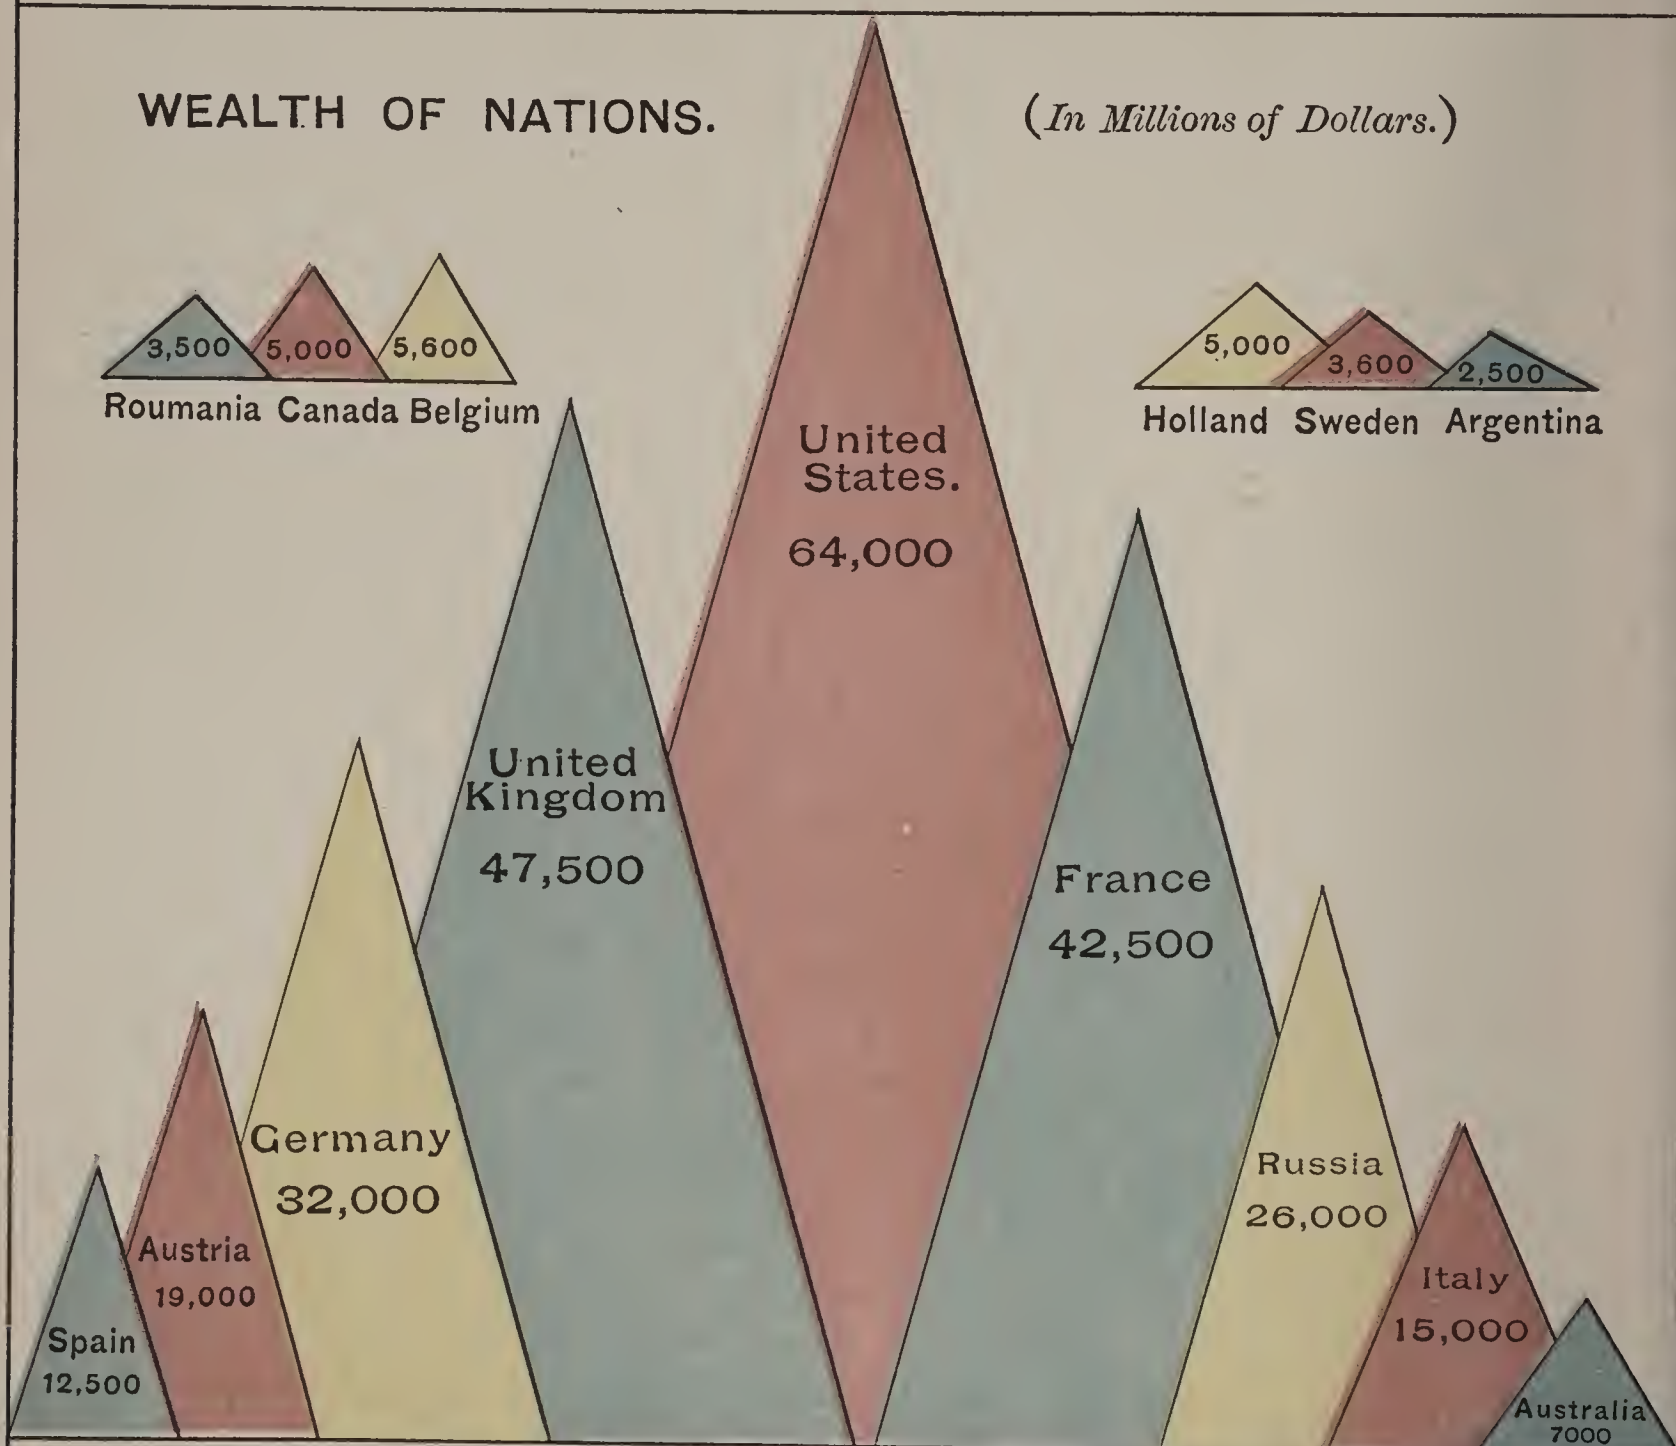 WEALTH OF NATIONS.
(In Millions of Dollars.)
3,500 5,000 5,600
Roumania Canada Belgium
5,000 3,600 2,500
Holland Sweden Argentina
United
States.
64,000
United
Kingdom
47,500
France
42,500
Germany
32,000
Russia
26,000
Austria
19,000
Italy
15,000
Spain
12,500
Australia
7000